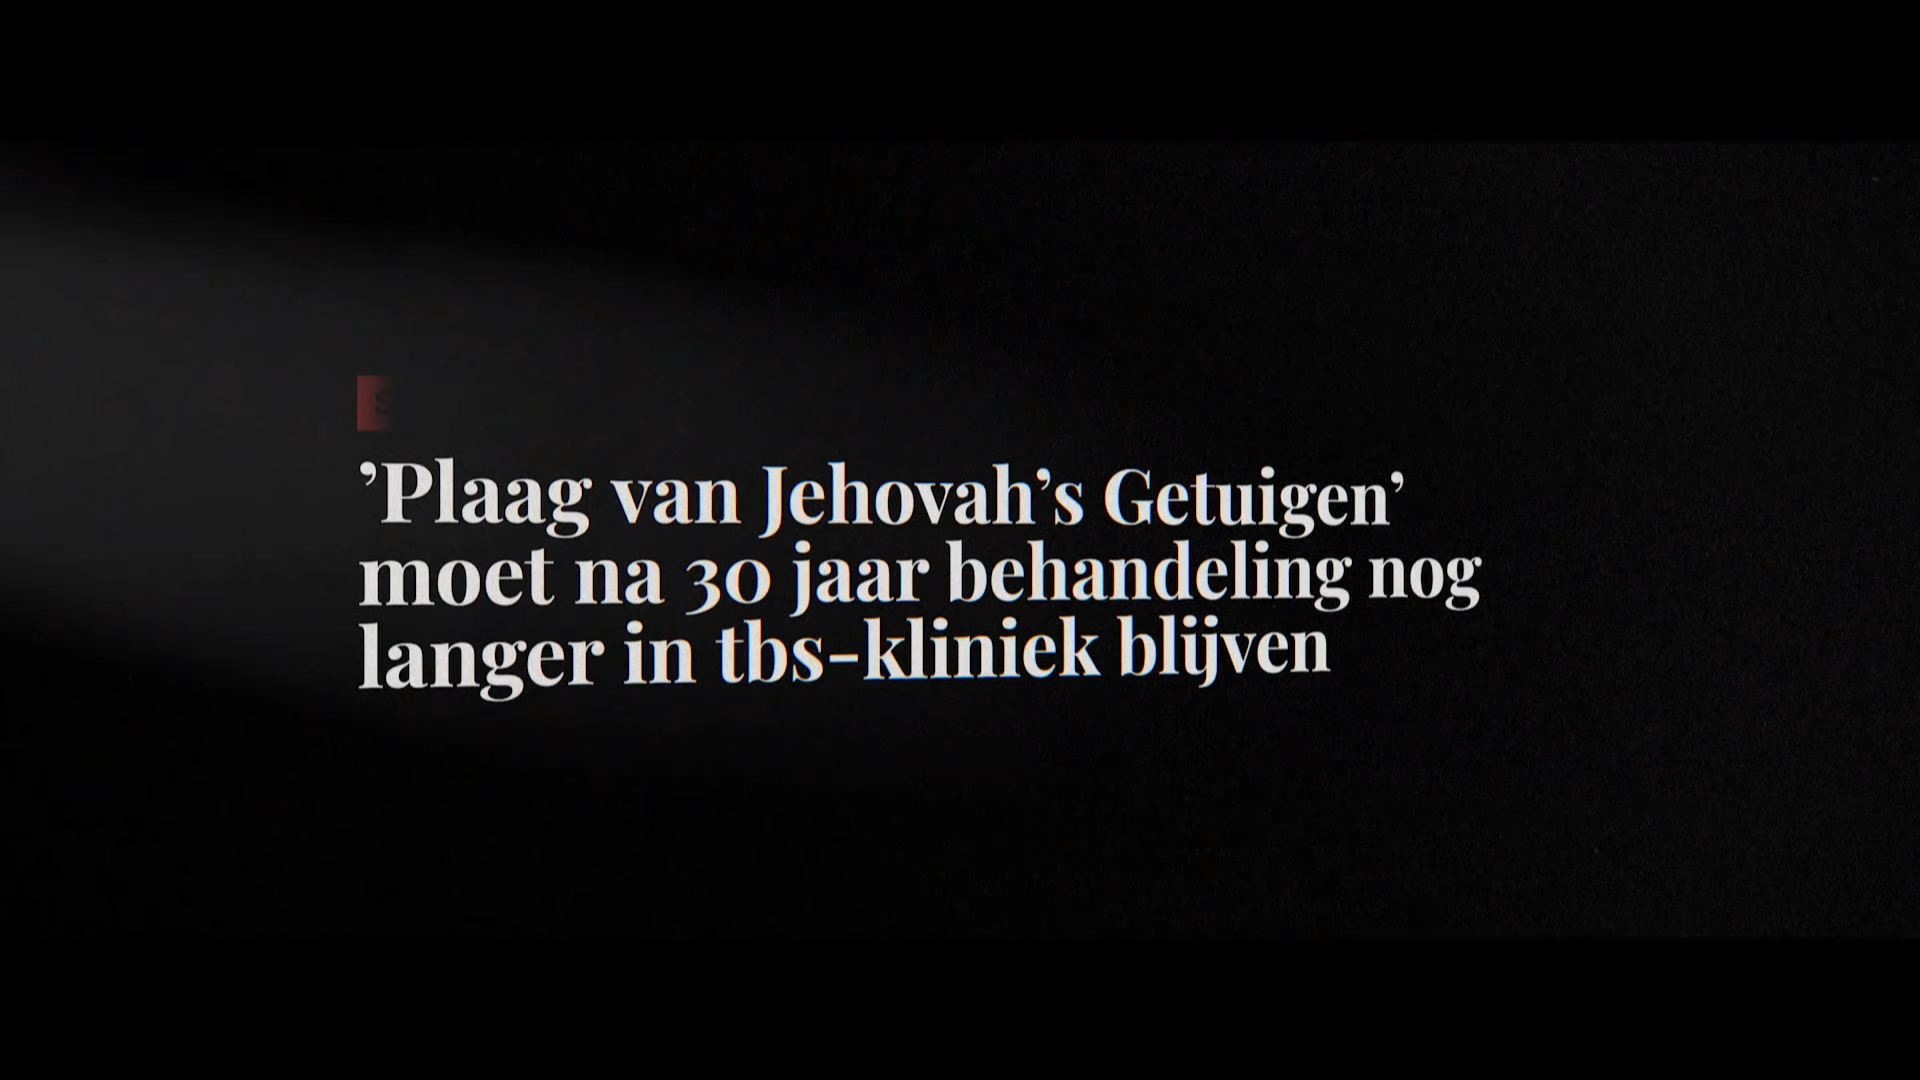 ’Plaag van Jehovah’s Getuigen’
moet na 30 jaar behandeling nog
langer in tbs-kliniek blijven